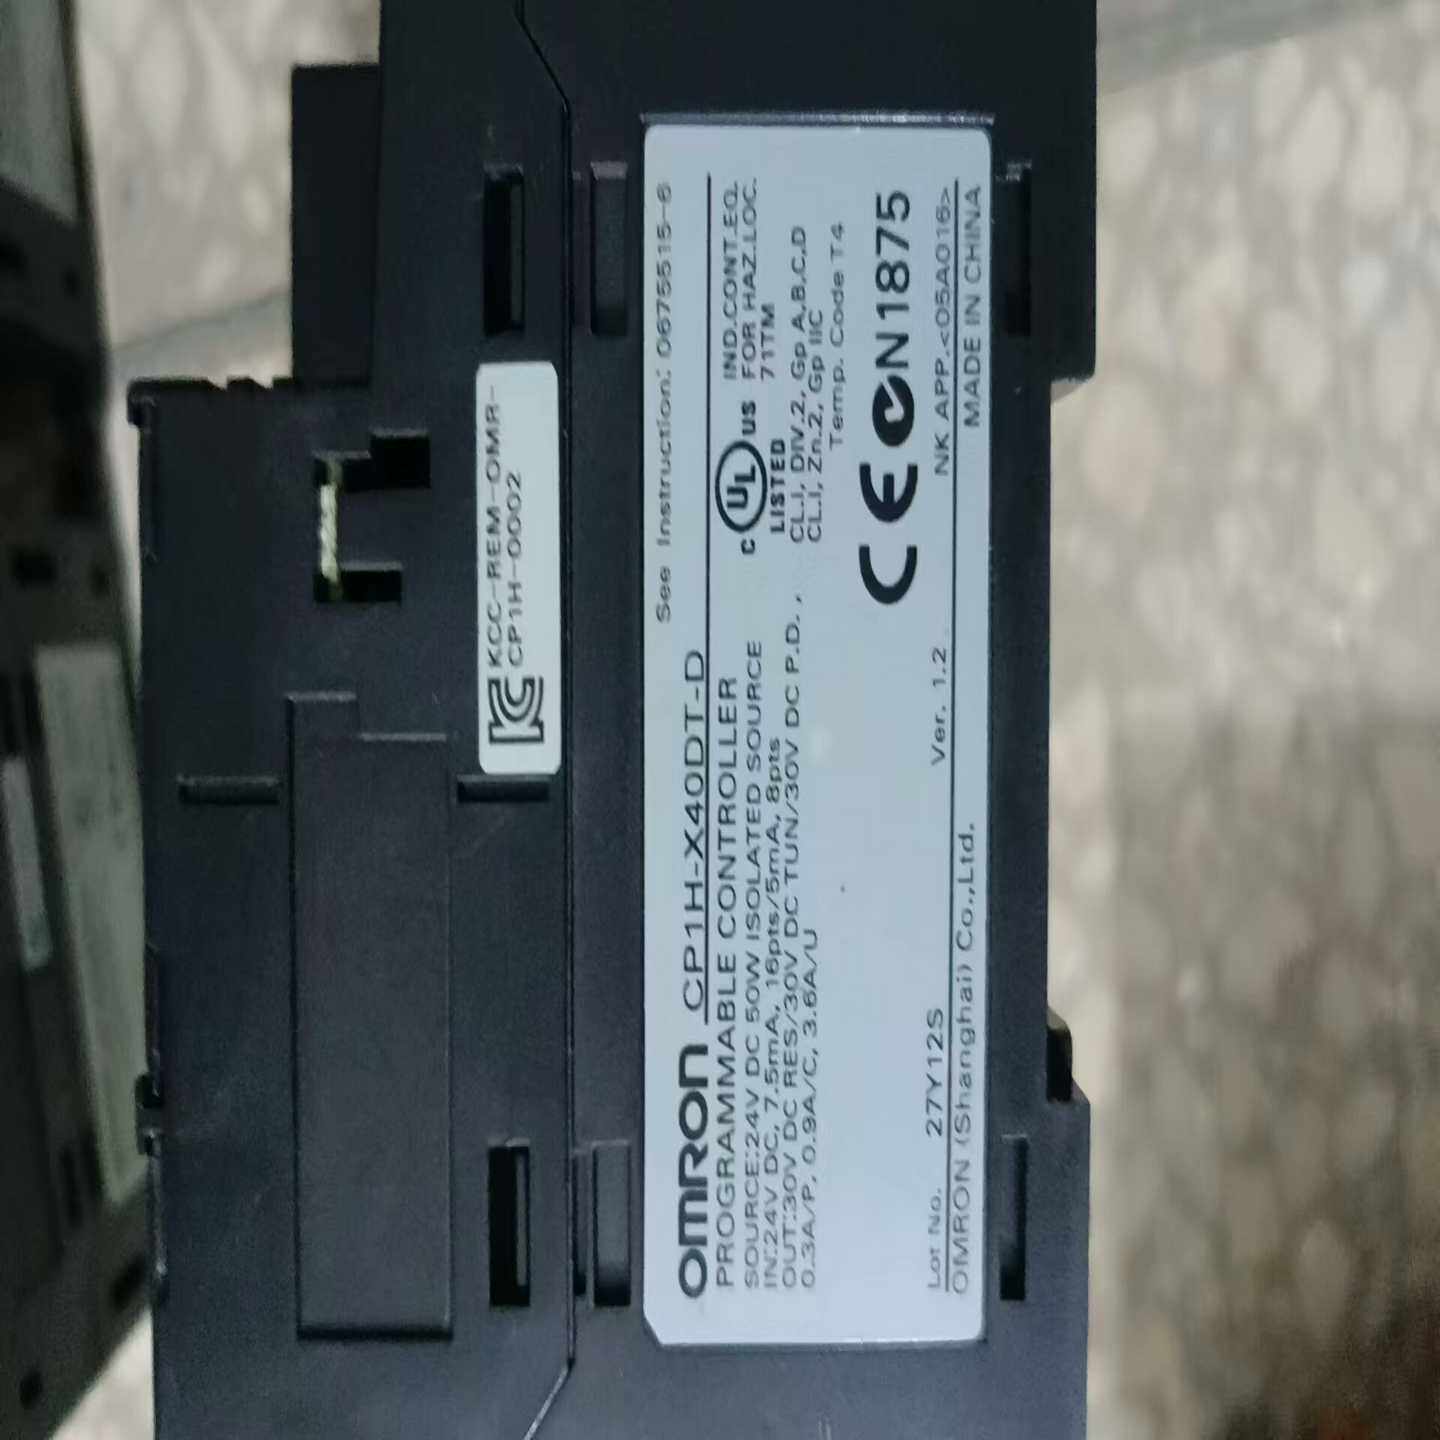 KCC-REM-OMR-
CP1H-0002
OMRON CP1H-X40DT-D See Instruction: 0675515-6
PROGRAMMABLE CONTROLLER
SOURCE:24V DC 50W ISOLATED SOURCE
IN:24V DC, 7.5mA, 16pts/5mA, 8pts
OUT:30V DC RES/30V DC TUN/30V DC P.D.,
0.3A/P, 0.9A/C, 3.6A/U
c UL us IND.CONT.EQ.
LISTED FOR HAZ.LOC.
71TM
CL.I, DIV.2, Gp A,B,C,D
CL.I, Zn.2, Gp IIC
Temp. Code T4
CE N1875
Lot No. 27Y12S Ver. 1.2 NK APP.<05A016>
OMRON (Shanghai) Co.,Ltd. MADE IN CHINA